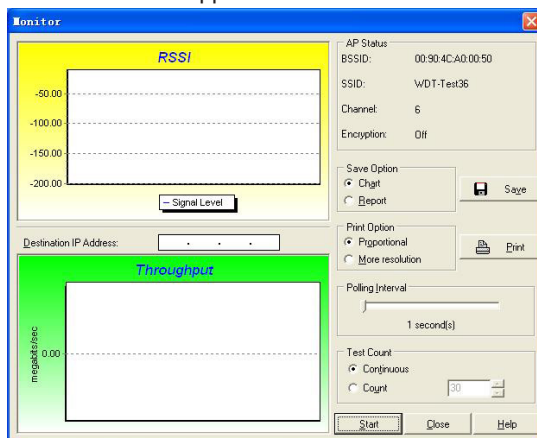 Monitor
RSSI
-50.00
-100.00
-150.00
-200.00
Signal Level
Destination IP Address: . . .
Throughput
megabits/sec
0.00
AP Status
BSSID: 00:90:4C:A0:00:50
SSID: WDT-Test36
Channel: 6
Encryption: Off
Save Option
Chart
Report
Save
Print Option
Proportional
More resolution
Print
Polling Interval
1 second(s)
Test Count
Continuous
Count 30
Start Close Help